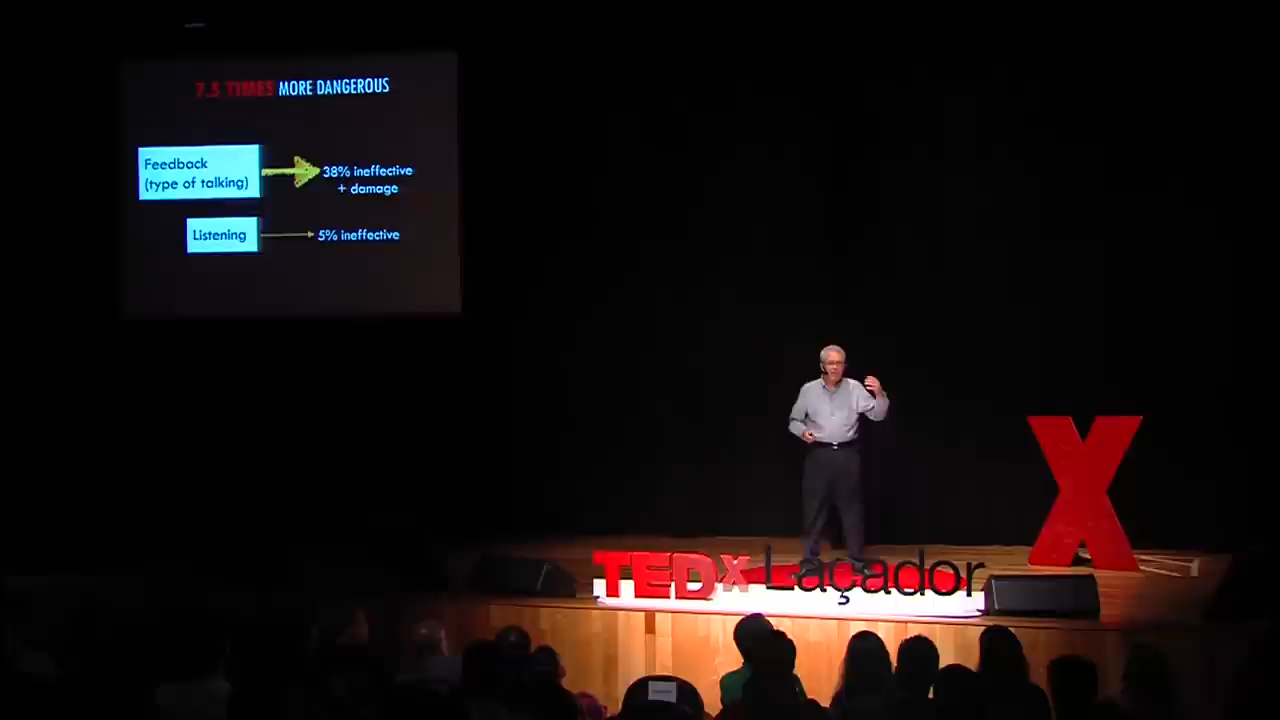 7.5 TIMES MORE DANGEROUS
Feedback
(type of talking)
38% ineffective
+ damage
Listening
5% ineffective
TEDx Laçador
X